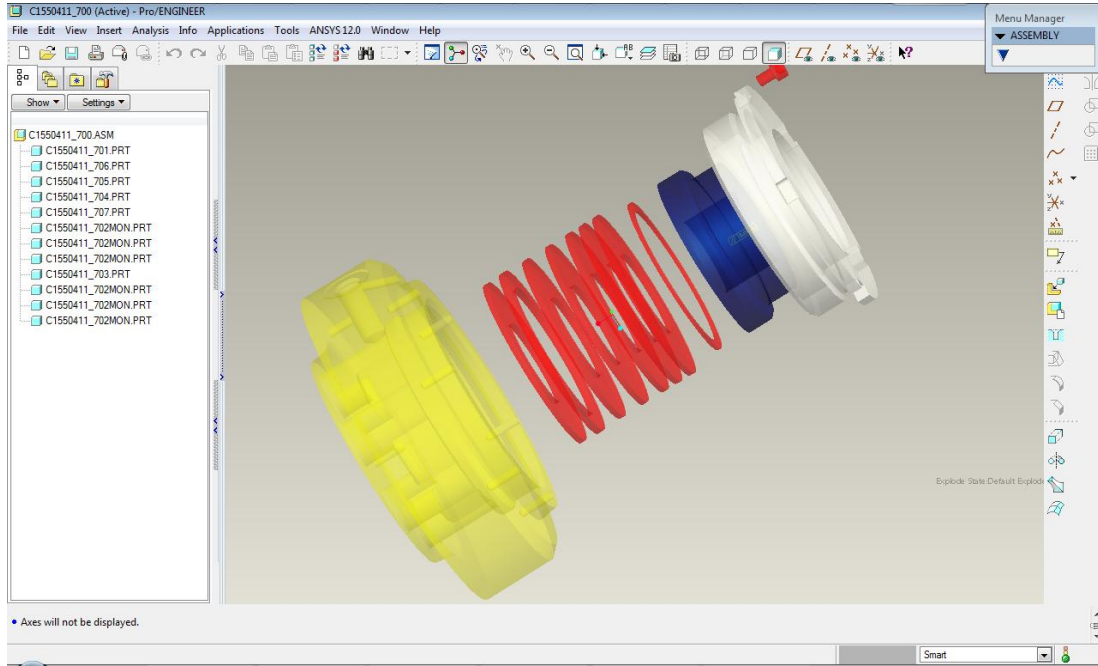 C1550411_700 (Active) - Pro/ENGINEER
File Edit View Insert Analysis Info Applications Tools ANSYS 12.0 Window Help
Menu Manager
ASSEMBLY
Show Settings
C1550411_700.ASM
C1550411_701.PRT
C1550411_706.PRT
C1550411_705.PRT
C1550411_704.PRT
C1550411_707.PRT
C1550411_702MON.PRT
C1550411_702MON.PRT
C1550411_703.PRT
C1550411_702MON.PRT
C1550411_702MON.PRT
C1550411_702MON.PRT
Explode State:Default Explode
Axes will not be displayed.
Smart